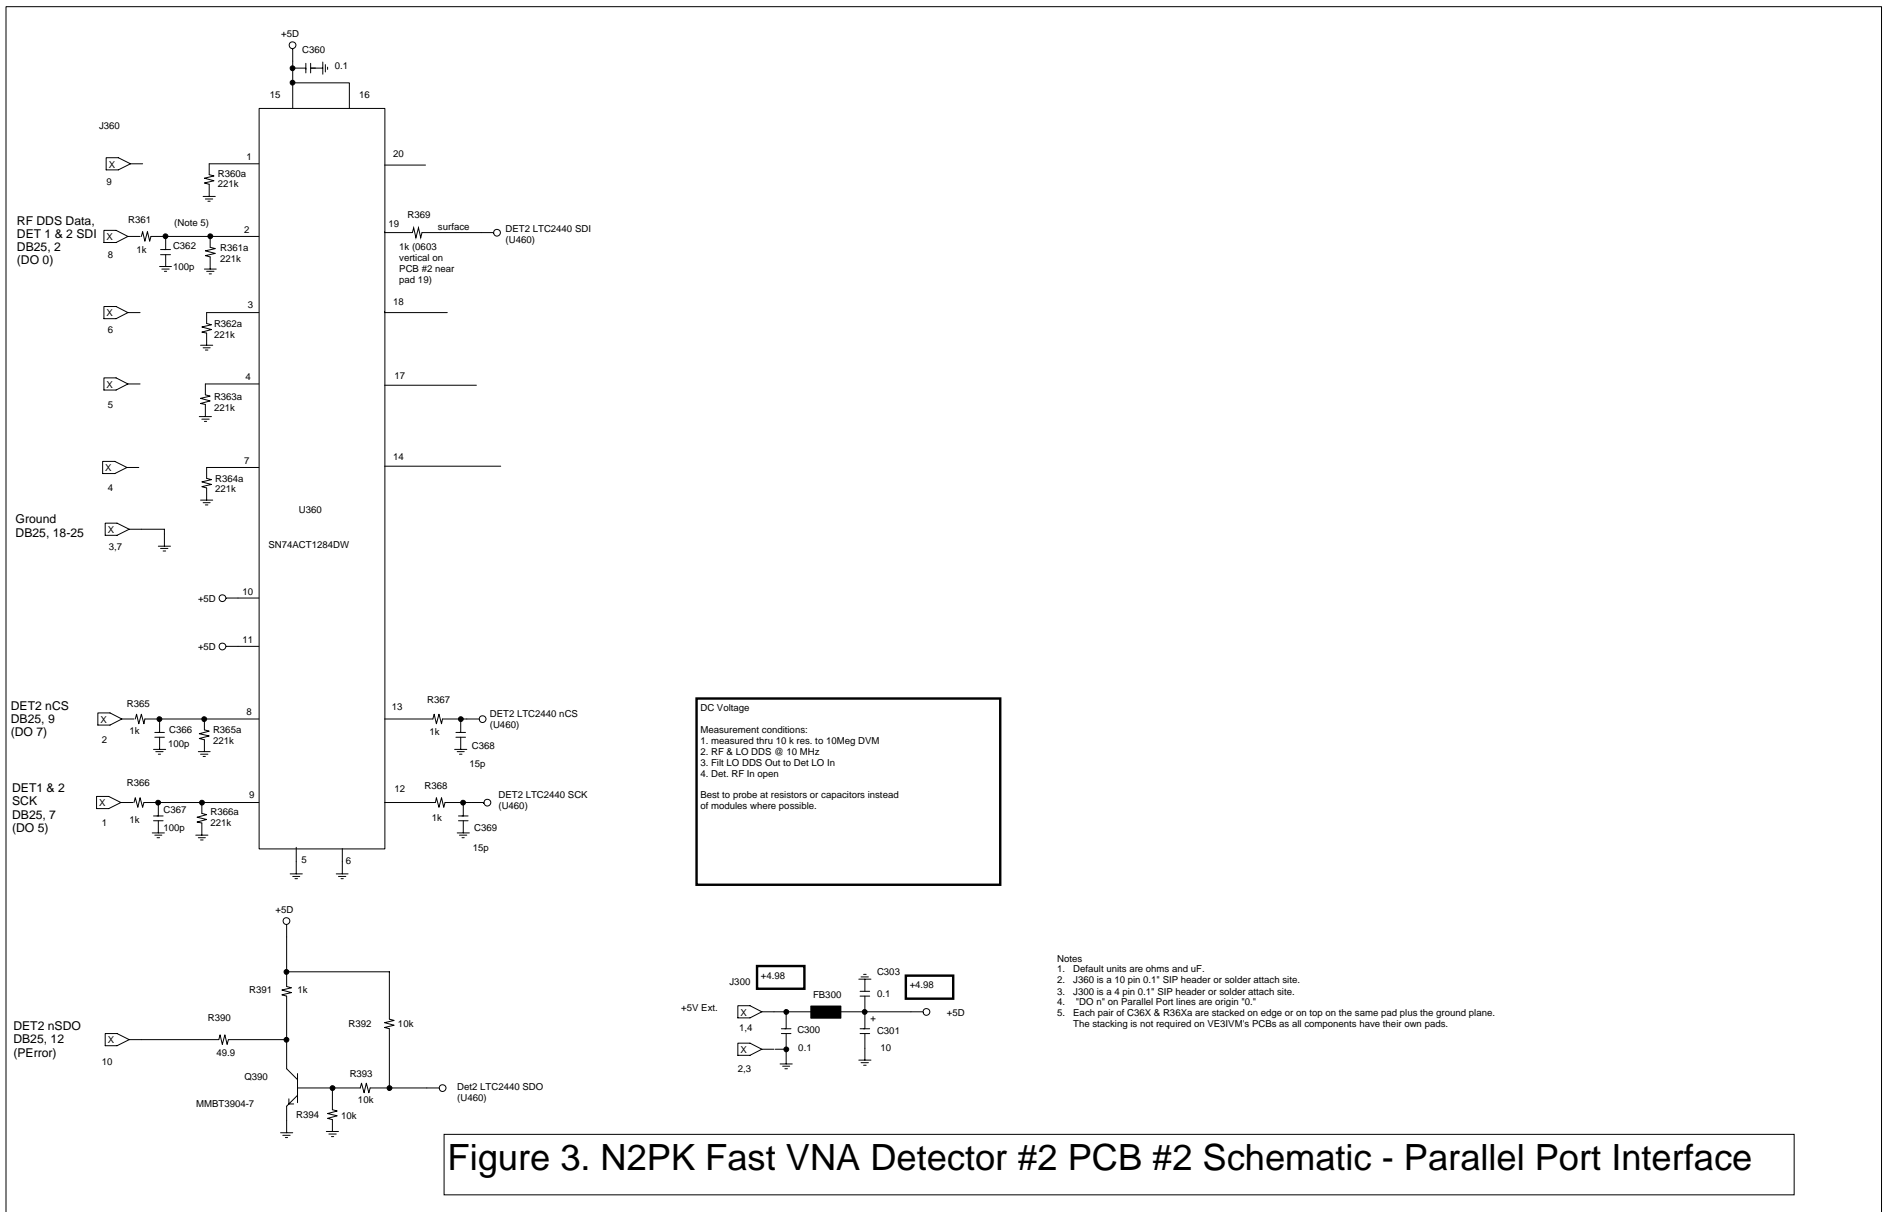 +5D
C360
0.1
15
16
J360
X
9
1
R360a
221k
20
RF DDS Data,
DET 1 & 2 SDI
DB25, 2
(DO 0)
X
8
R361
1k
(Note 5)
C362
100p
R361a
221k
2
19
R369
surface
1k (0603
vertical on
PCB #2 near
pad 19)
DET2 LTC2440 SDI
(U460)
X
6
3
R362a
221k
18
X
5
4
R363a
221k
17
X
4
7
R364a
221k
14
U360
SN74ACT1284DW
Ground
DB25, 18-25
X
3,7
+5D
10
+5D
11
DET2 nCS
DB25, 9
(DO 7)
X
2
R365
1k
C366
100p
R365a
221k
8
13
R367
1k
C368
15p
DET2 LTC2440 nCS
(U460)
DET1 & 2
SCK
DB25, 7
(DO 5)
X
1
R366
1k
C367
100p
R366a
221k
9
12
R368
1k
C369
15p
DET2 LTC2440 SCK
(U460)
5
6
DC Voltage
Measurement conditions:
1. measured thru 10 k res. to 10Meg DVM
2. RF & LO DDS @ 10 MHz
3. Filt LO DDS Out to Det LO In
4. Det. RF In open
Best to probe at resistors or capacitors instead
of modules where possible.
+5D
R391
1k
R390
49.9
R392
10k
DET2 nSDO
DB25, 12
(PError)
X
10
Q390
MMBT3904-7
R393
10k
R394
10k
Det2 LTC2440 SDO
(U460)
J300
+4.98
C303
0.1
+4.98
+5V Ext.
X
1,4
FB300
+5D
C300
0.1
+
C301
10
X
2,3
Notes
1. Default units are ohms and uF.
2. J360 is a 10 pin 0.1" SIP header or solder attach site.
3. J300 is a 4 pin 0.1" SIP header or solder attach site.
4. "DO n" on Parallel Port lines are origin "0."
5. Each pair of C36X & R36Xa are stacked on edge or on top on the same pad plus the ground plane.
The stacking is not required on VE3IVM's PCBs as all components have their own pads.
Figure 3. N2PK Fast VNA Detector #2 PCB #2 Schematic - Parallel Port Interface